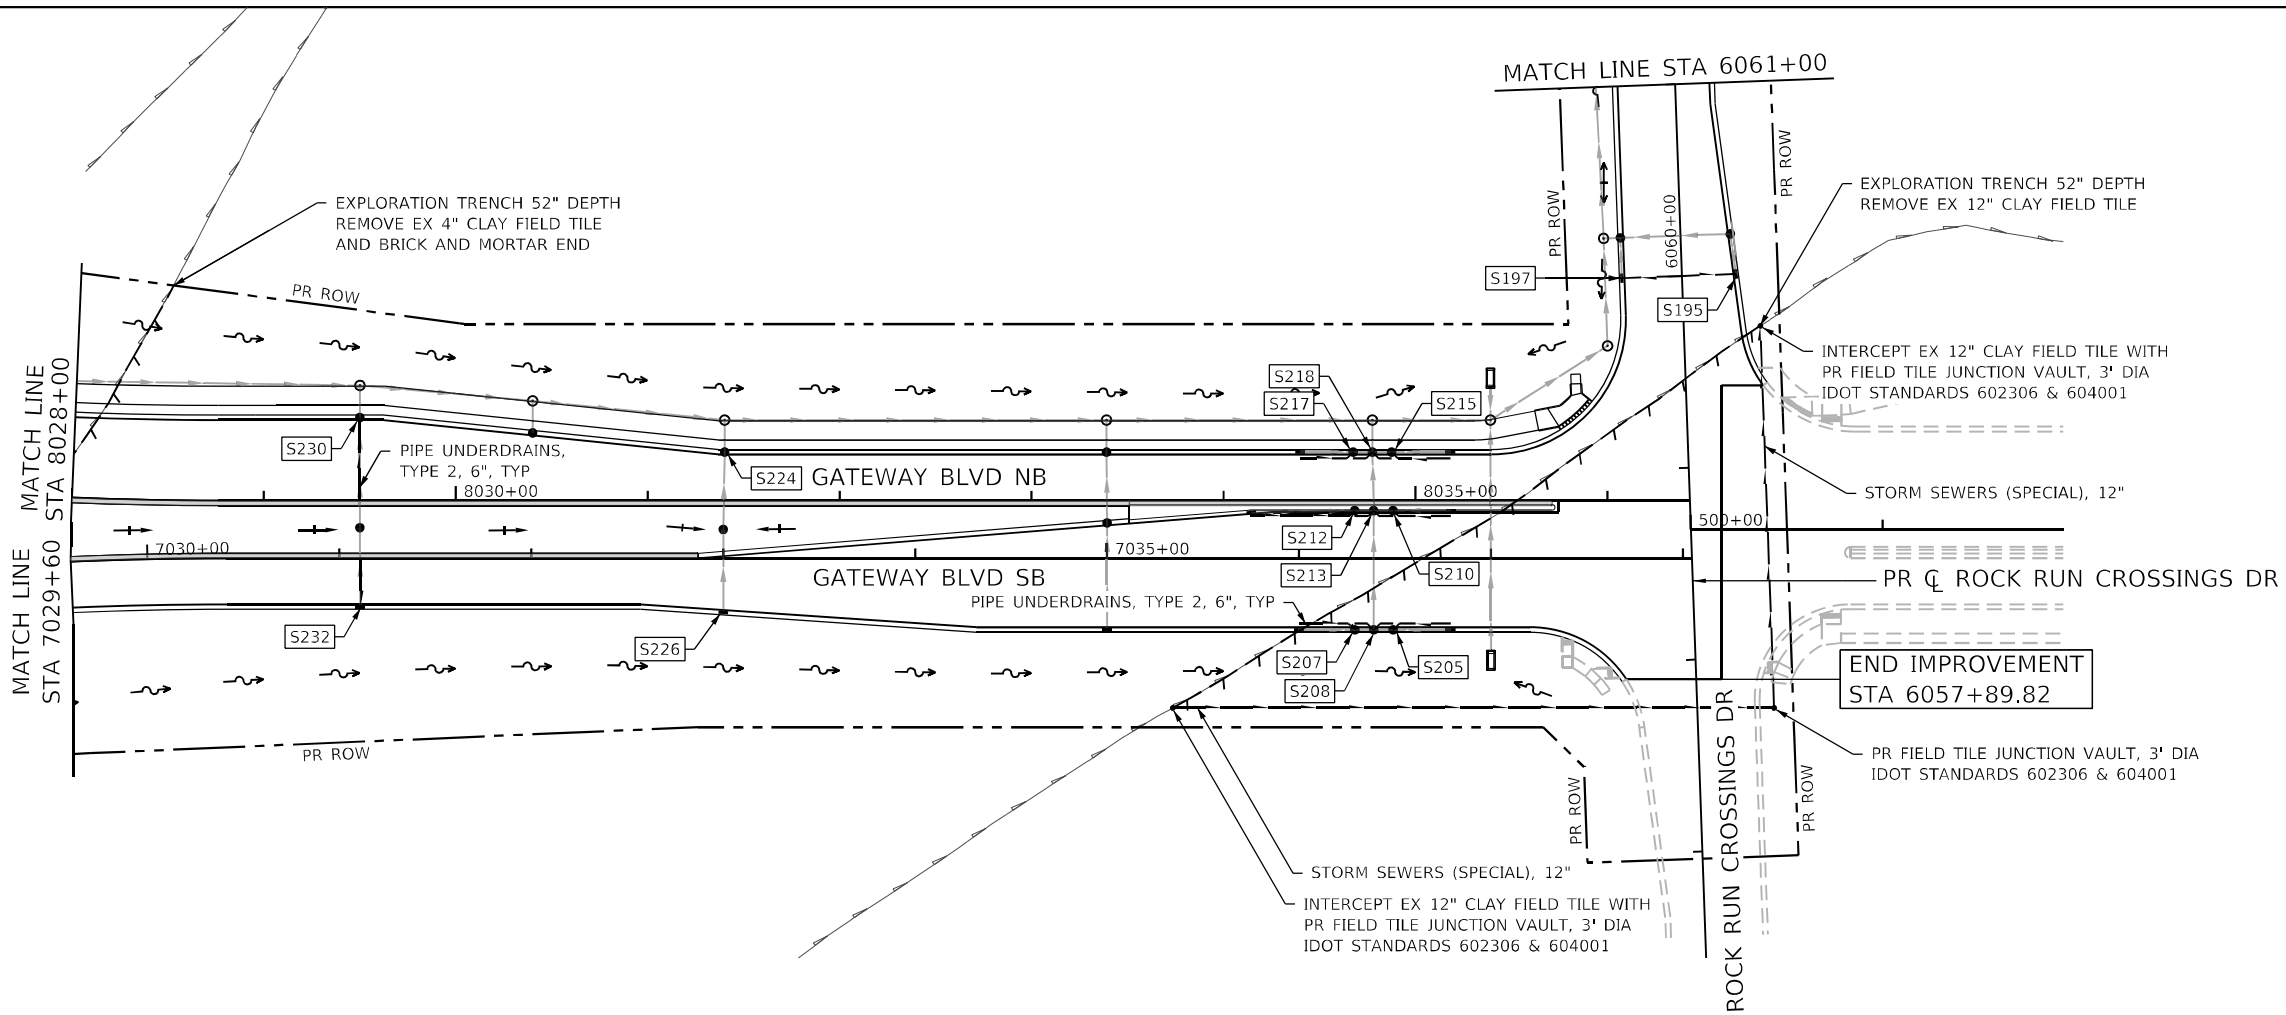 MATCH LINE STA 6061+00
EXPLORATION TRENCH 52" DEPTH
REMOVE EX 4" CLAY FIELD TILE
AND BRICK AND MORTAR END
EXPLORATION TRENCH 52" DEPTH
REMOVE EX 12" CLAY FIELD TILE
PR ROW
PR ROW
PR ROW
6060+00
S197
S195
INTERCEPT EX 12" CLAY FIELD TILE WITH
PR FIELD TILE JUNCTION VAULT, 3' DIA
IDOT STANDARDS 602306 & 604001
MATCH LINE
STA 8028+00
S218
S217
S215
S230
PIPE UNDERDRAINS,
TYPE 2, 6", TYP
S224
GATEWAY BLVD NB
8030+00
8035+00
STORM SEWERS (SPECIAL), 12"
500+00
S212
7030+00
7035+00
S213
S210
GATEWAY BLVD SB
PR ℄ ROCK RUN CROSSINGS DR
PIPE UNDERDRAINS, TYPE 2, 6", TYP
MATCH LINE
STA 7029+60
S232
S226
S207
S205
S208
END IMPROVEMENT
STA 6057+89.82
PR ROW
PR ROW
PR ROW
PR FIELD TILE JUNCTION VAULT, 3' DIA
IDOT STANDARDS 602306 & 604001
ROCK RUN CROSSINGS DR
STORM SEWERS (SPECIAL), 12"
INTERCEPT EX 12" CLAY FIELD TILE WITH
PR FIELD TILE JUNCTION VAULT, 3' DIA
IDOT STANDARDS 602306 & 604001